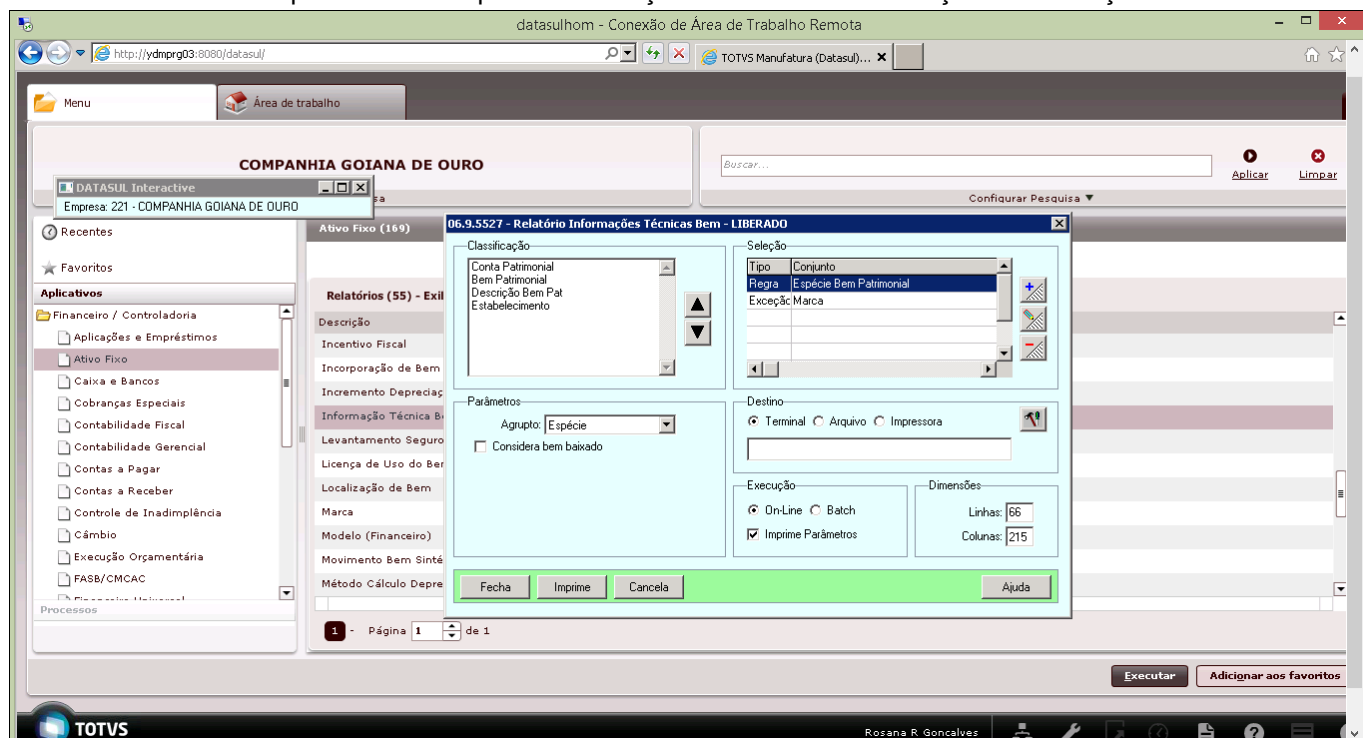 datasulhom - Conexão de Área de Trabalho Remota
http://ydmprg03:8080/datasul/
TOTVS Manufatura (Datasul)...
Menu
Área de trabalho
COMPANHIA GOIANA DE OURO
Buscar...
Aplicar
Limpar
Configurar Pesquisa ▼
DATASUL Interactive
Empresa: 221 - COMPANHIA GOIANA DE OURO
Recentes
Favoritos
Aplicativos
Financeiro / Controladoria
Aplicações e Empréstimos
Ativo Fixo
Caixa e Bancos
Cobranças Especiais
Contabilidade Fiscal
Contabilidade Gerencial
Contas a Pagar
Contas a Receber
Controle de Inadimplência
Câmbio
Execução Orçamentária
FASB/CMCAC
Processos
Ativo Fixo (169)
Relatórios (55) - Exi
Descrição
Incentivo Fiscal
Incorporação de Bem
Incremento Depreciaç
Informação Técnica B
Levantamento Seguro
Licença de Uso do Ber
Localização de Bem
Marca
Modelo (Financeiro)
Movimento Bem Sinté
Método Cálculo Depre
1 - Página 1 de 1
06.9.5527 - Relatório Informações Técnicas Bem - LIBERADO
Classificação
Conta Patrimonial
Bem Patrimonial
Descrição Bem Pat
Estabelecimento
Seleção
Tipo Conjunto
Regra Espécie Bem Patrimonial
Exceçãc Marca
Parâmetros
Agrupto: Espécie
Considera bem baixado
Destino
Terminal Arquivo Impressora
Execução
On-Line Batch
Imprime Parâmetros
Dimensões
Linhas: 66
Colunas: 215
Fecha Imprime Cancela Ajuda
Executar
Adicionar aos favoritos
TOTVS
Rosana R Goncalves